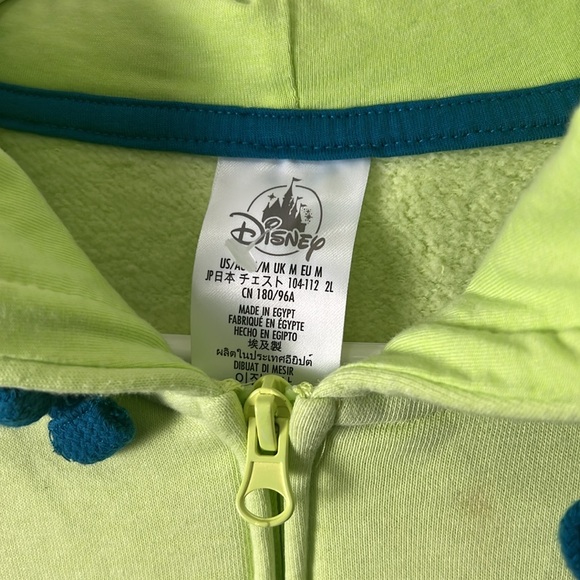 Disney
US/ /M UK M EU M
JP日本 チェスト 104-112 2L
CN 180/96A
MADE IN EGYPT
FABRIQUÉ EN ÉGYPTE
HECHO EN EGIPTO
埃及製
ผลิตในประเทศอียิปต์
DIBUAT DI MESIR